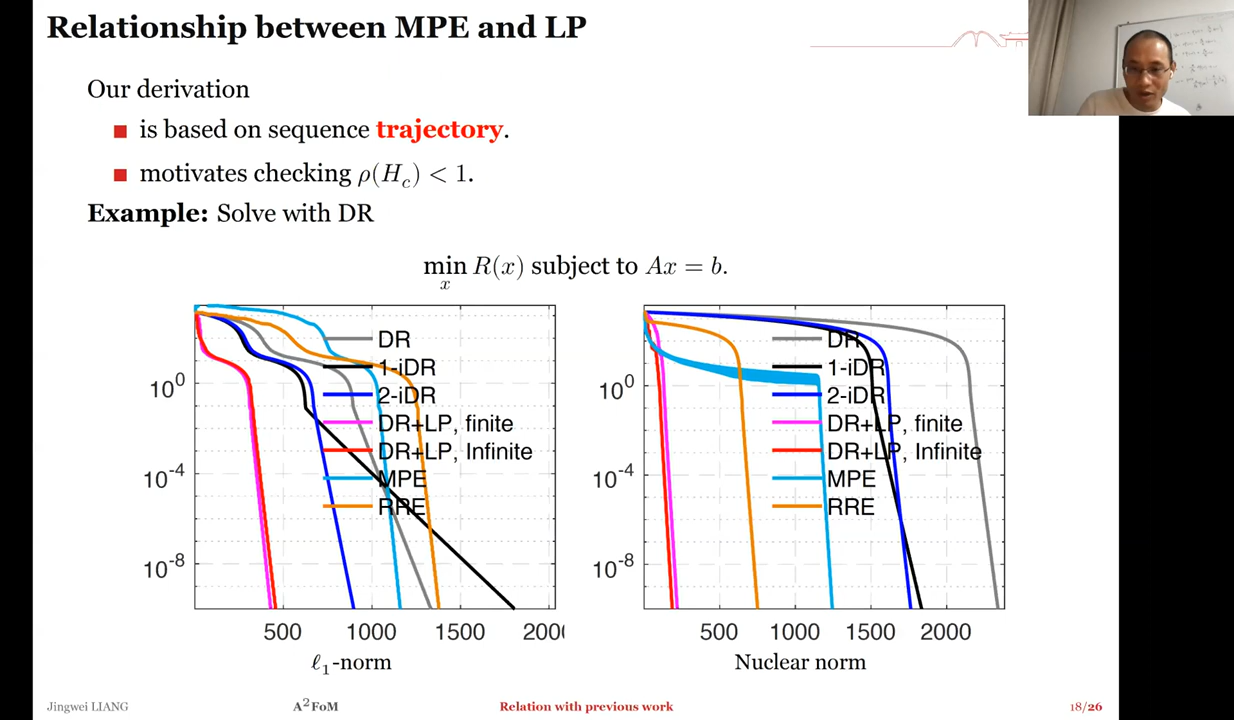 Relationship between MPE and LP
Our derivation
is based on sequence trajectory.
motivates checking ρ(H_c) < 1.
Example: Solve with DR
min_x R(x) subject to Ax = b.
DR
1-iDR
2-iDR
DR+LP, finite
DR+LP, Infinite
MPE
RRE
10^0
10^-4
10^-8
500 1000 1500 2000
ℓ_1-norm
DR
1-iDR
2-iDR
DR+LP, finite
DR+LP, Infinite
MPE
RRE
10^0
10^-4
10^-8
500 1000 1500 2000
Nuclear norm
Jingwei LIANG A^2FoM Relation with previous work 18/26